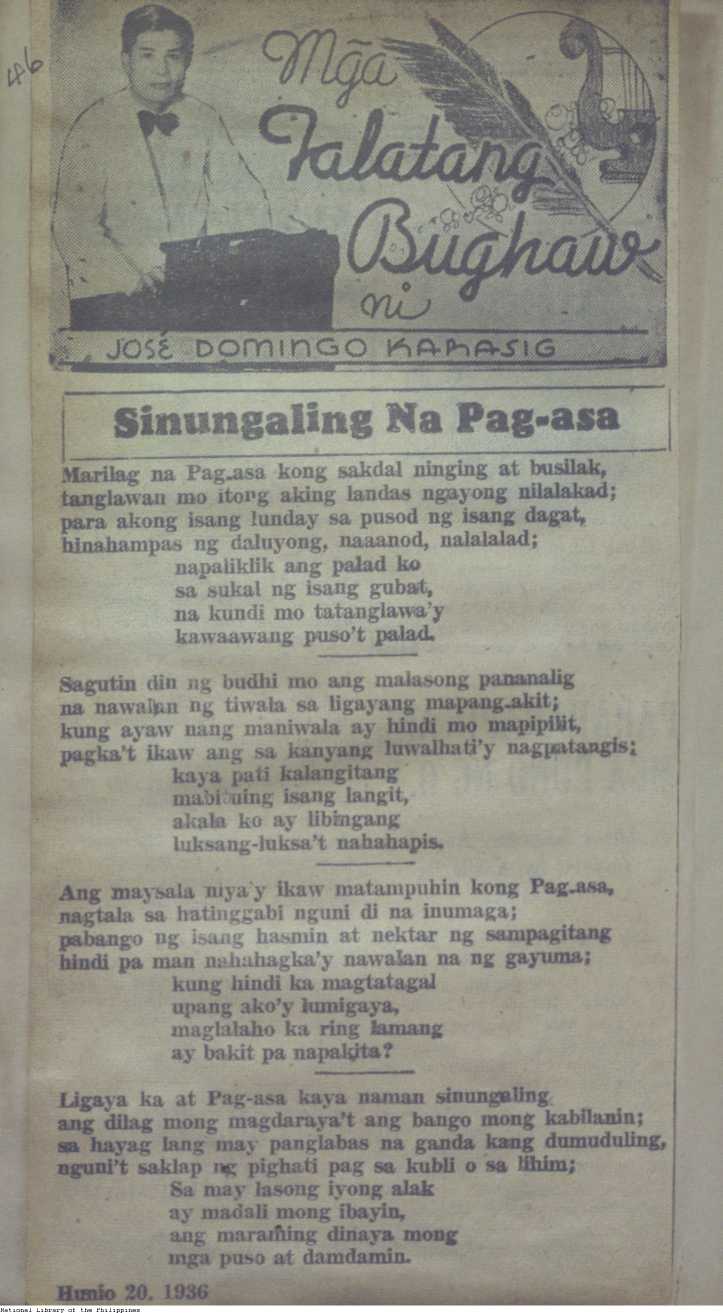 46
Mga
Talatang
Bughaw
ni
JOSÉ DOMINGO KARASIG
Sinungaling Na Pag-asa
Marilag na Pag-asa kong sakdal ningning at busilak,
tanglawan mo itong aking landas ngayong nilalakad;
para akong isang lunday sa pusod ng isang dagat,
hinahampas ng daluyong, naaanod, nalalalad;
napaliklik ang palad ko
sa sukal ng isang gubat,
na kundi mo tatanglawa'y
kawaawang puso't palad.
Sagutin din ng budhi mo ang malasong pananalig
na nawalan ng tiwala sa ligayang mapang-akit;
kung ayaw nang maniwala ay hindi mo mapipilit,
pagka't ikaw ang sa kanyang luwalhati'y nagpatangis;
kaya pati kalangitang
mabituing isang langit,
akala ko ay libingang
luksang-luksa't nahahapis.
Ang maysala niya'y ikaw matampuhin kong Pag-asa,
nagtala sa hatinggabi nguni di na inumaga;
pabango ng isang hasmin at nektar ng sampagitang
hindi pa man nahahagka'y nawalan na ng gayuma;
kung hindi ka magtatagal
upang ako'y lumigaya,
maglalaho ka ring lamang
ay bakit pa napakita?
Ligaya ka at Pag-asa kaya naman sinungaling
ang dilag mong magdaraya't ang bango mong kabilanin;
sa hayag lang may panglabas na ganda kang dumuduling,
nguni't saklap ng pighati pag sa kubli o sa lihim;
Sa may lasong iyong alak
ay madali mong ibayin,
ang maraming dinaya mong
mga puso at damdamin.
Hunio 20, 1936
National Library of the Philippines